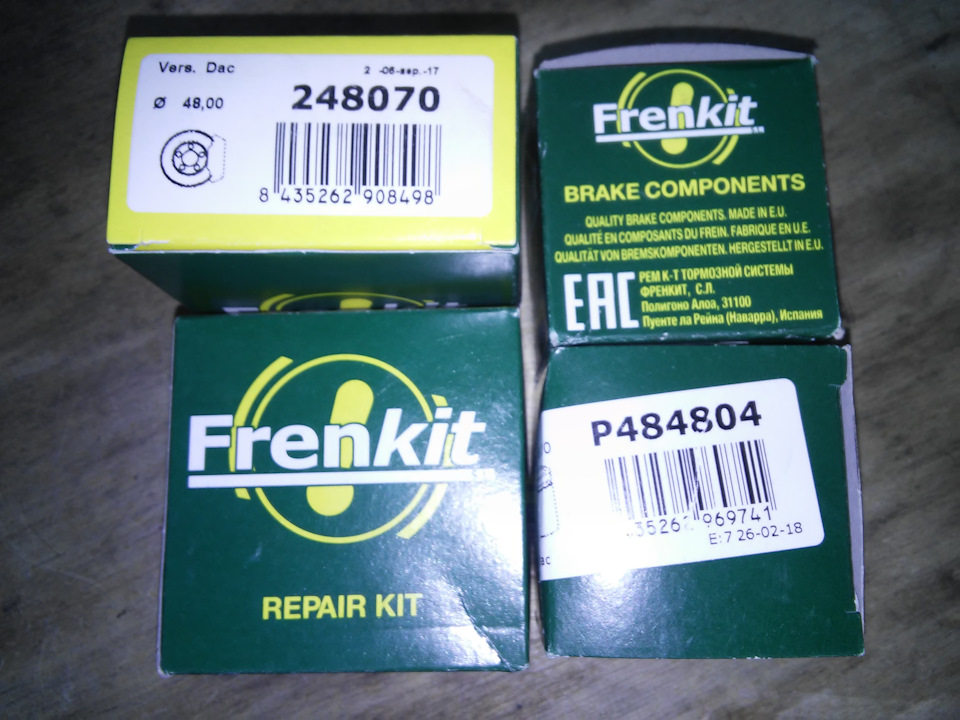 Vers. Dac
2 -06-sep.-17
Ø 48,00
248070
8 435262 908498
Frenkit
S.L.
BRAKE COMPONENTS
QUALITY BRAKE COMPONENTS. MADE IN E.U.
QUALITÉ EN COMPOSANTS DU FREIN. FABRIQUE EN U.E.
QUALITÄT VON BREMSKOMPONENTEN. HERGESTELLT IN E.U.
EAC
РЕМ К-Т ТОРМОЗНОЙ СИСТЕМЫ
ФРЕНКИТ, С.Л.
Полигоно Алоа, 31100
Пуенте ла Рейна (Наварра), Испания
Frenkit
REPAIR KIT
P484804
969741
E:7 26-02-18